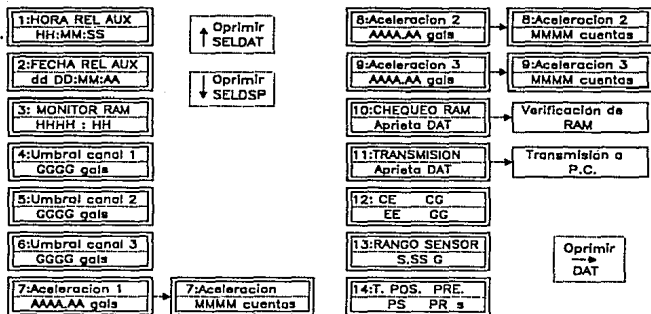 1:HORA REL AUX
HH:MM:SS
2:FECHA REL AUX
dd DD:MM:AA
3: MONITOR RAM
HHHH : HH
4:Umbral canal 1
GGGG gals
5:Umbral canal 2
GGGG gals
6:Umbral canal 3
GGGG gals
7:Aceleracion 1
AAAA.AA gals
7:Aceleracion
MMMM cuentas
Oprimir
SELDAT
Oprimir
SELDSP
8:Aceleracion 2
AAAA.AA gals
8:Aceleracion 2
MMMM cuentas
9:Aceleracion 3
AAAA.AA gals
9:Aceleracion 3
MMMM cuentas
10:CHEQUEO RAM
Aprieta DAT
Verificación de
RAM
11:TRANSMISION
Aprieta DAT
Transmisión a
P.C.
12: CE CG
EE GG
13:RANGO SENSOR
S.SS G
14:T. POS. PRE.
PS PR s
Oprimir
DAT